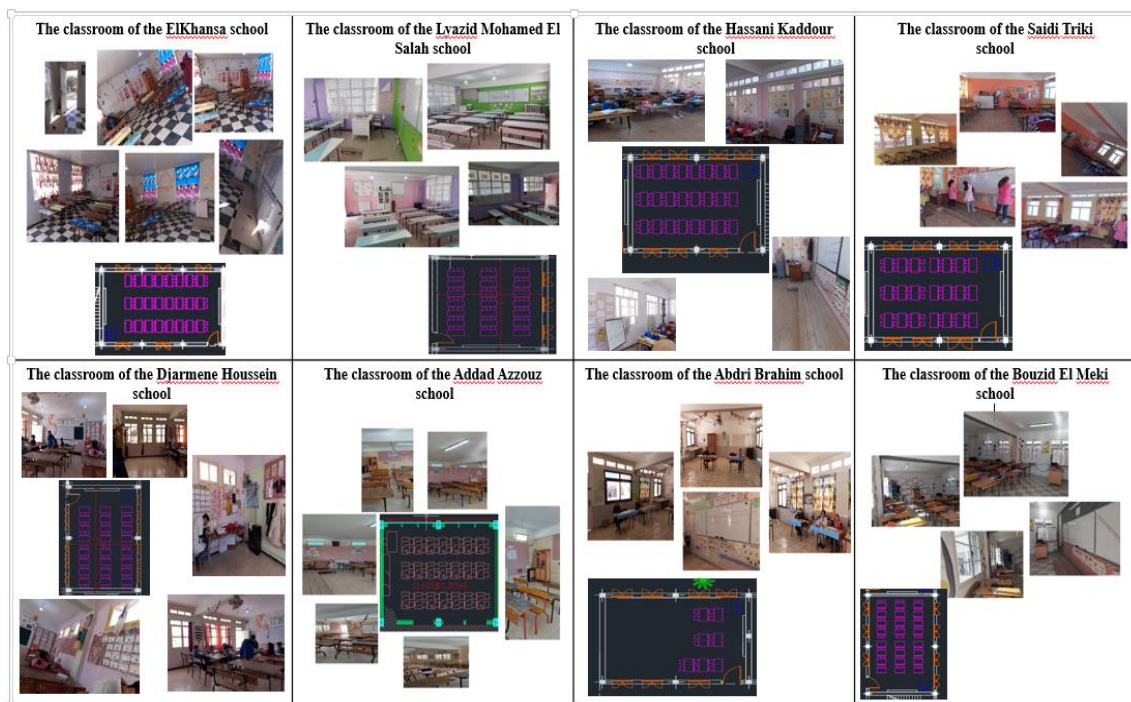 The classroom of the ElKhansa school
The classroom of the Lyazid Mohamed El
Salah school
The classroom of the Hassani Kaddour
school
The classroom of the Saidi Triki
school
The classroom of the Djarmene Houssein
school
The classroom of the Addad Azzouz
school
The classroom of the Abdri Brahim school
The classroom of the Bouzid El Meki
school